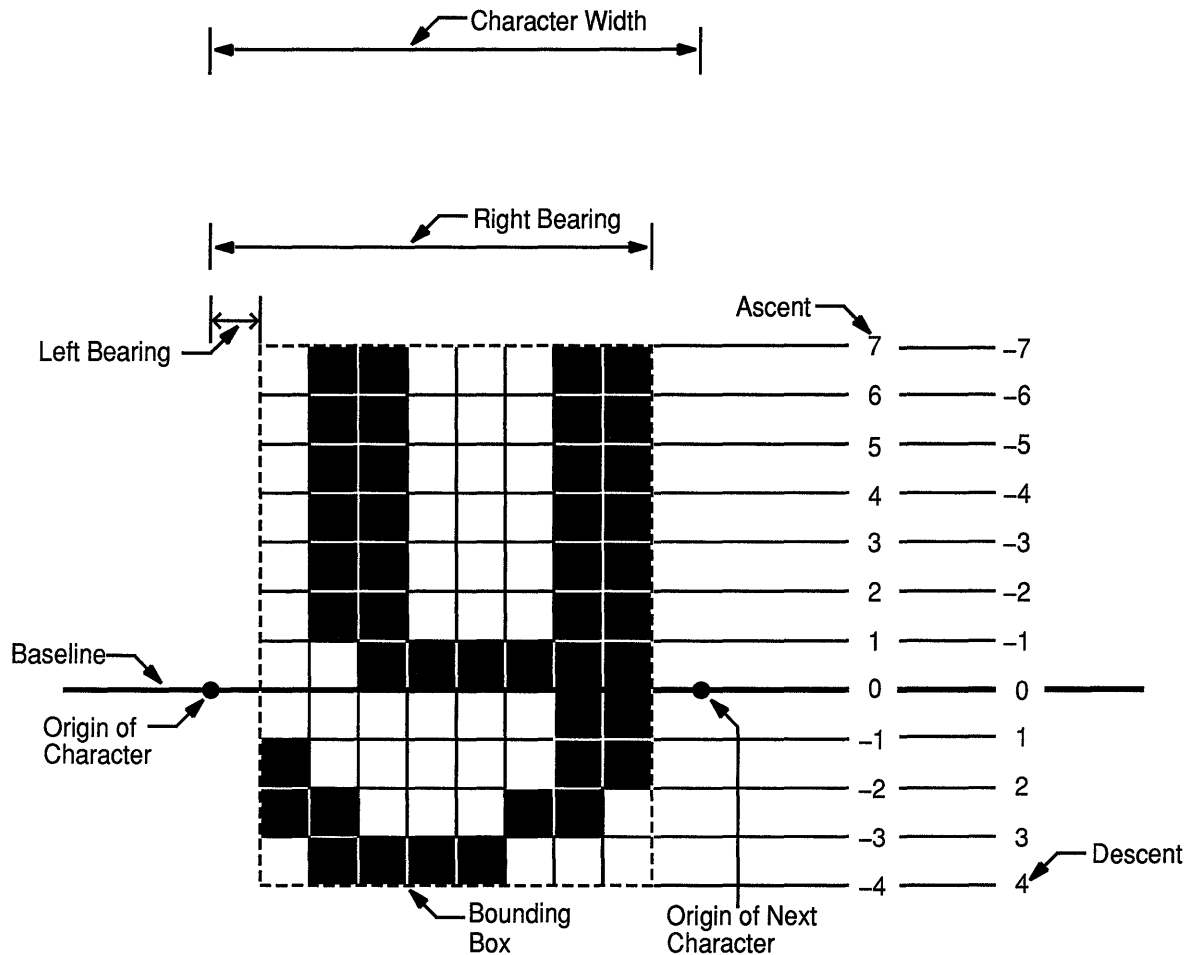 Character Width
Right Bearing
Ascent
Left Bearing
7 –7
6 –6
5 –5
4 –4
3 –3
2 –2
1 –1
Baseline
0 0
Origin of
Character
–1 1
–2 2
–3 3
Descent
–4 4
Bounding
Box
Origin of Next
Character